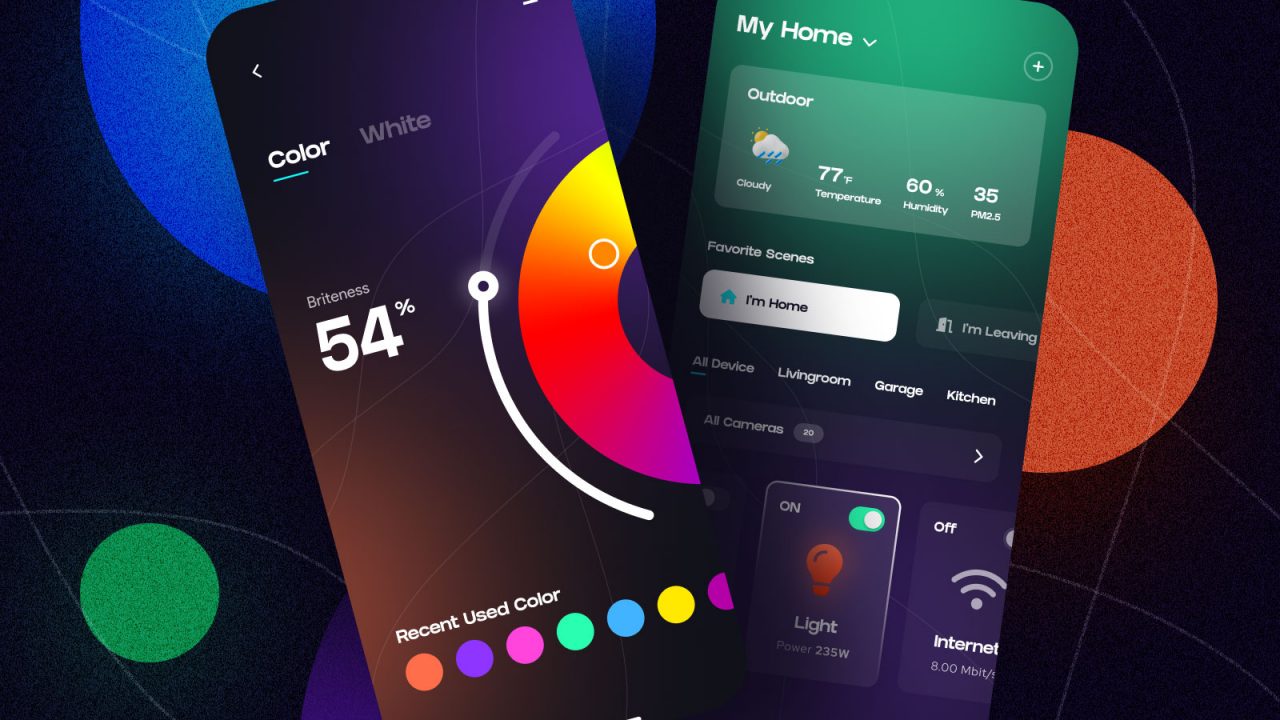 Color
White
Briteness
54%
Recent Used Color
My Home
Outdoor
Cloudy
77°F
Temperature
60%
Humidity
35
PM2.5
Favorite Scenes
I'm Home
I'm Leaving
All Device
Livingroom
Garage
Kitchen
All Cameras
20
ON
Light
Power 235W
Off
Internet
8.00 Mbit/s